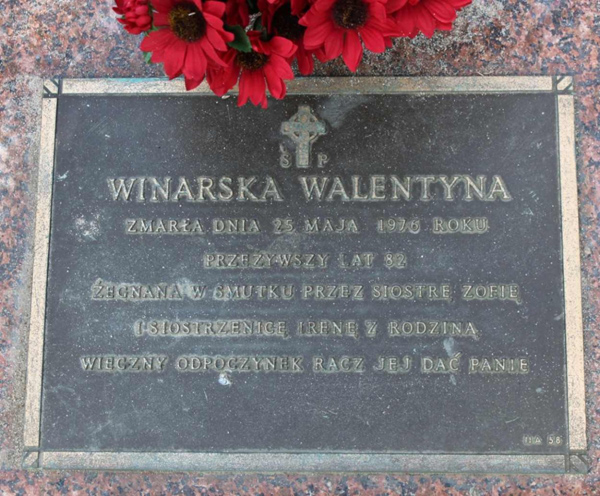 Ś P
WINARSKA WALENTYNA
ZMARŁA DNIA 25 MAJA 1976 ROKU
PRZEŻYWSZY LAT 82
ŻEGNANA W SMUTKU PRZEZ SIOSTRĘ ZOFIĘ
I SIOSTRZENICĘ IRENĘ Z RODZINĄ
WIECZNY ODPOCZYNEK RACZ JEJ DAĆ PANIE